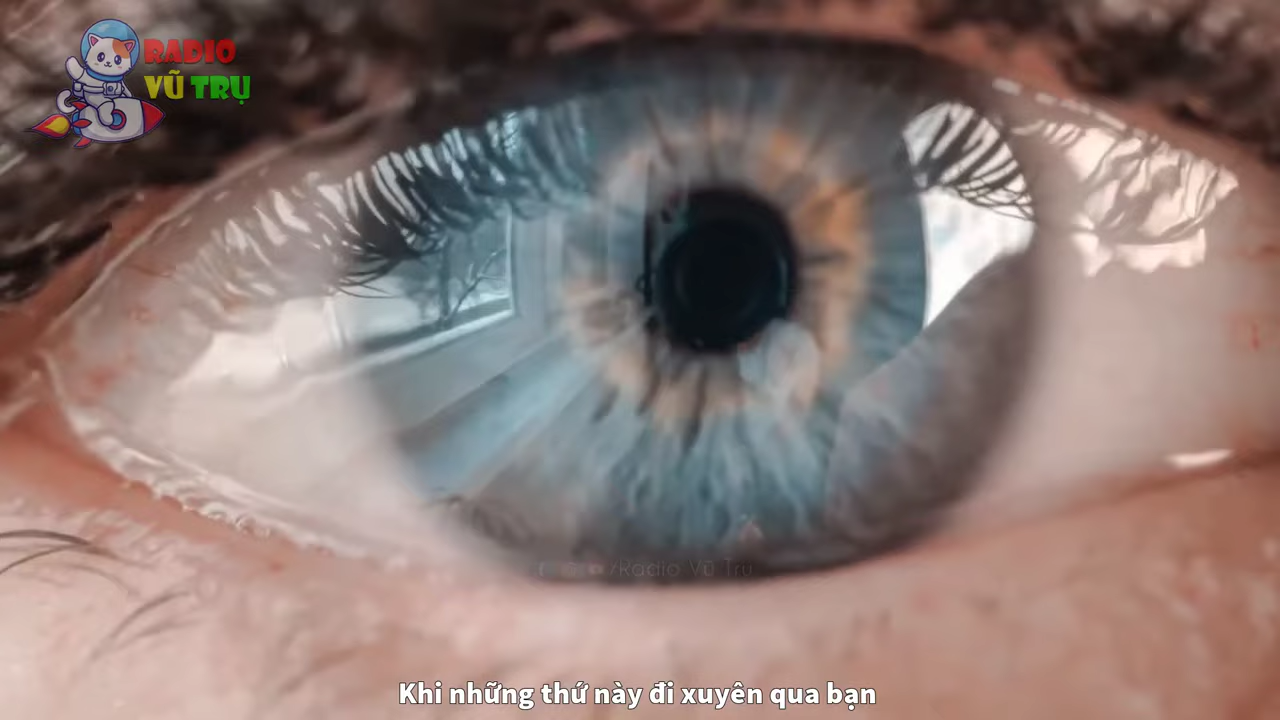 RADIO
VŨ TRỤ
/Radio Vũ Trụ
Khi những thứ này đi xuyên qua bạn